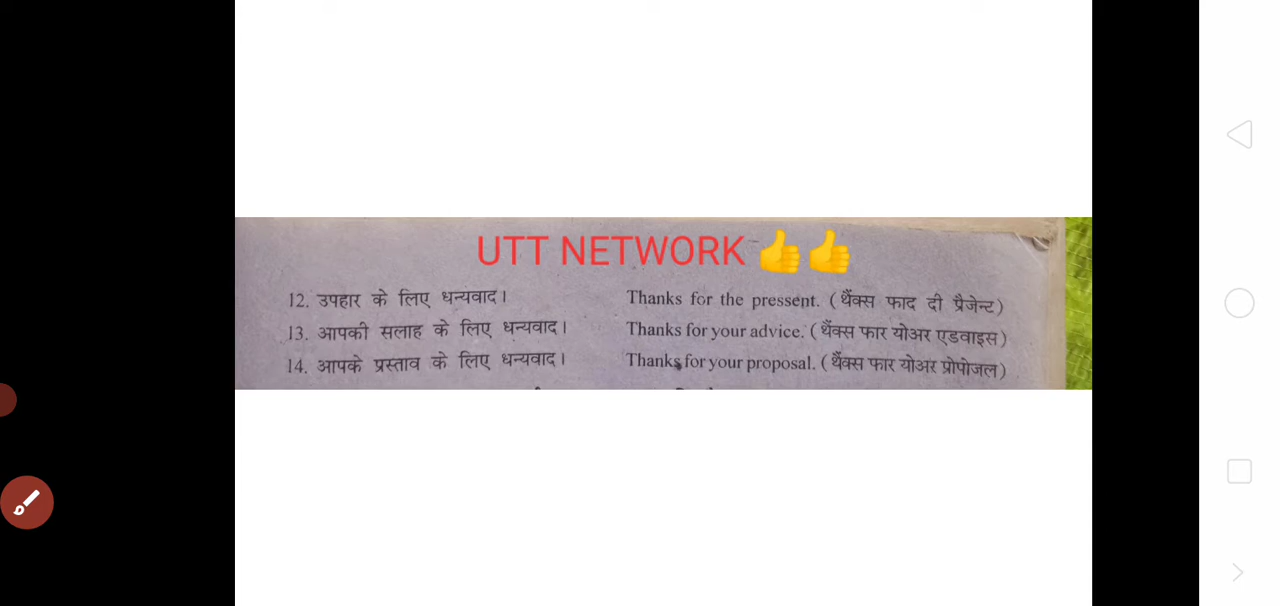 UTT NETWORK 👍👍
12. उपहार के लिए धन्यवाद। Thanks for the pressent. (थैंक्स फाद दी प्रैजेन्ट)
13. आपकी सलाह के लिए धन्यवाद। Thanks for your advice. (थैंक्स फार योअर एडवाइस)
14. आपके प्रस्ताव के लिए धन्यवाद। Thanks for your proposal. (थैंक्स फार योअर प्रोपोजल)